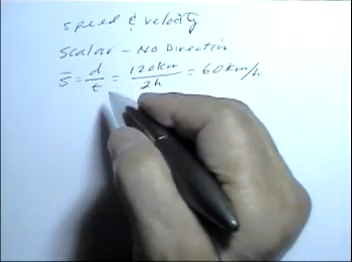 speed & velocity
Scalar - No Direction
s̅ = d/t = 120km/2h = 60km/h